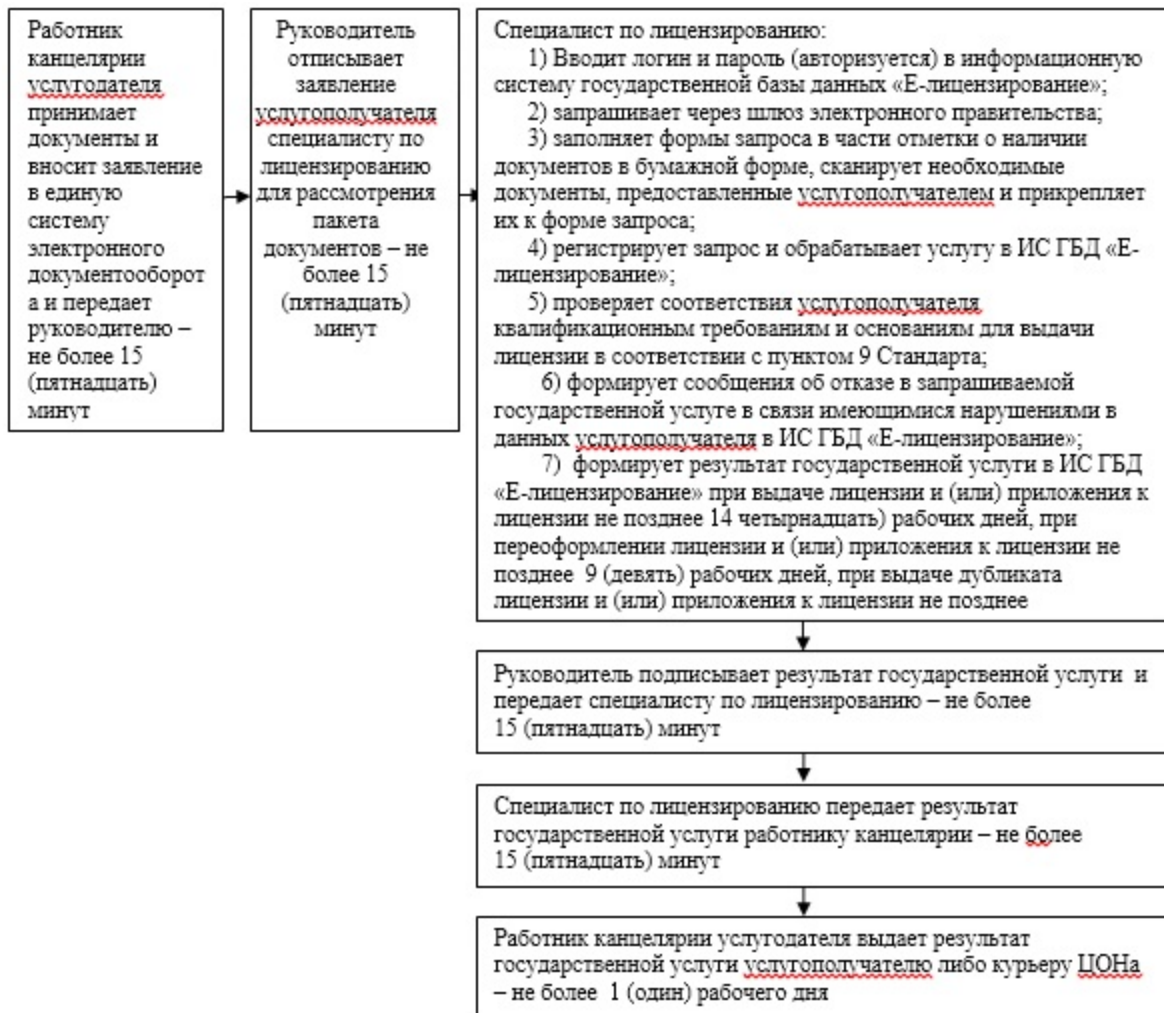 Работник
канцелярии
услугодателя
принимает
документы и
вносит заявление
в единую
систему
электронного
документооборот
а и передает
руководителю –
не более 15
(пятнадцать)
минут
Руководитель
отписывает
заявление
услугополучателя
специалисту по
лицензированию
для рассмотрения
пакета
документов – не
более 15
(пятнадцать)
минут
Специалист по лицензированию:
1) Вводит логин и пароль (авторизуется) в информационную
систему государственной базы данных «Е-лицензирование»;
2) запрашивает через шлюз электронного правительства;
3) заполняет формы запроса в части отметки о наличии
документов в бумажной форме, сканирует необходимые
документы, предоставленные услугополучателем и прикрепляет
их к форме запроса;
4) регистрирует запрос и обрабатывает услугу в ИС ГБД «Е-
лицензирование»;
5) проверяет соответствия услугополучателя
квалификационным требованиям и основаниям для выдачи
лицензии в соответствии с пунктом 9 Стандарта;
6) формирует сообщения об отказе в запрашиваемой
государственной услуге в связи имеющимися нарушениями в
данных услугополучателя в ИС ГБД «Е-лицензирование»;
7) формирует результат государственной услуги в ИС ГБД
«Е-лицензирование» при выдаче лицензии и (или) приложения к
лицензии не позднее 14 четырнадцать) рабочих дней, при
переоформлении лицензии и (или) приложения к лицензии не
позднее 9 (девять) рабочих дней, при выдаче дубликата
лицензии и (или) приложения к лицензии не позднее
Руководитель подписывает результат государственной услуги и
передает специалисту по лицензированию – не более
15 (пятнадцать) минут
Специалист по лицензированию передает результат
государственной услуги работнику канцелярии – не более
15 (пятнадцать) минут
Работник канцелярии услугодателя выдает результат
государственной услуги услугополучателю либо курьеру ЦОНа
– не более 1 (один) рабочего дня